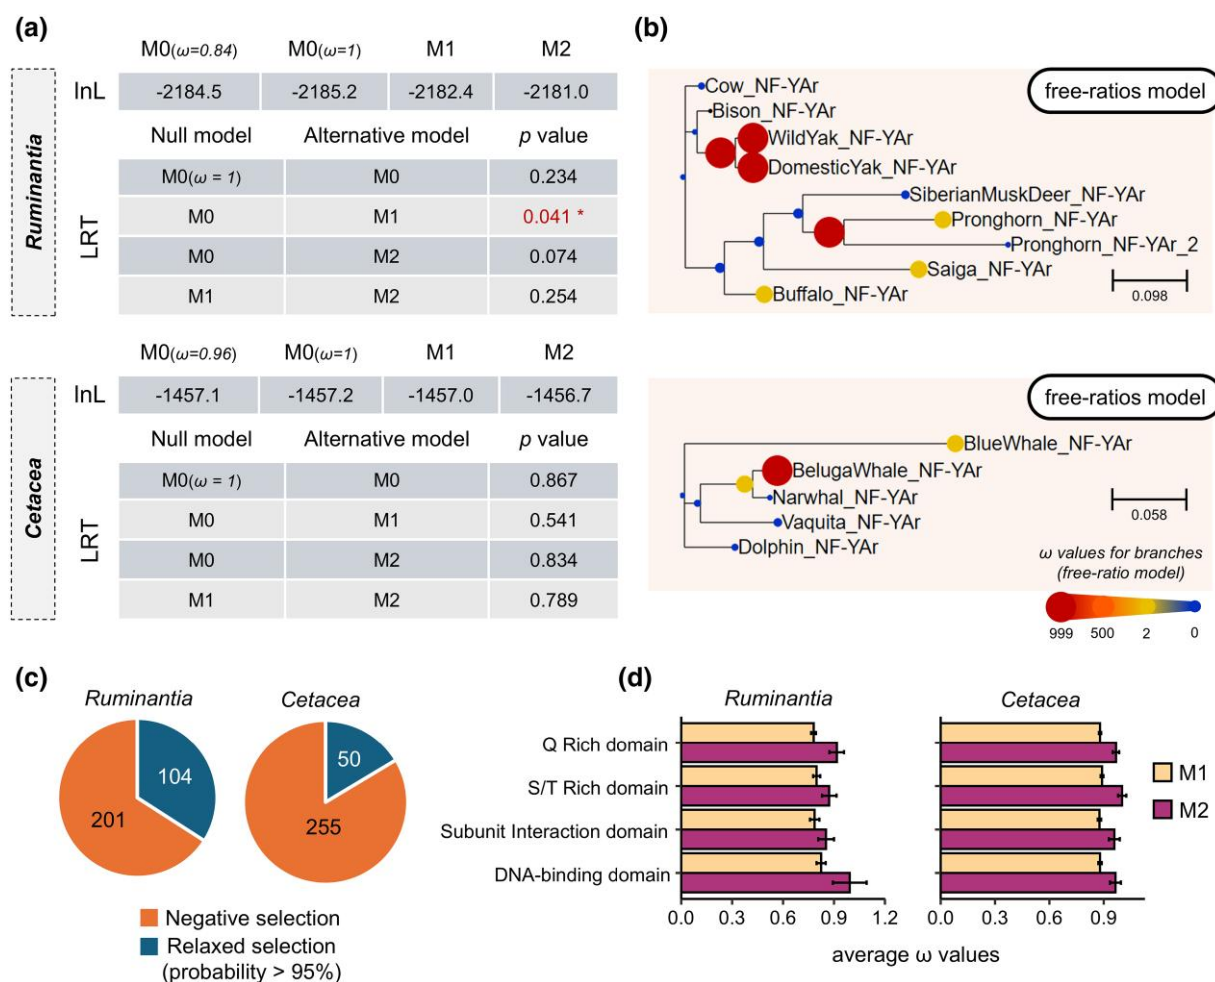 (a)
M0(ω=0.84) M0(ω=1) M1 M2
Ruminantia
lnL -2184.5 -2185.2 -2182.4 -2181.0
Null model Alternative model p value
LRT
M0(ω = 1) M0 0.234
M0 M1 0.041 *
M0 M2 0.074
M1 M2 0.254
M0(ω=0.96) M0(ω=1) M1 M2
Cetacea
lnL -1457.1 -1457.2 -1457.0 -1456.7
Null model Alternative model p value
LRT
M0(ω = 1) M0 0.867
M0 M1 0.541
M0 M2 0.834
M1 M2 0.789
(b)
free-ratios model
Cow_NF-YAr
Bison_NF-YAr
WildYak_NF-YAr
DomesticYak_NF-YAr
SiberianMuskDeer_NF-YAr
Pronghorn_NF-YAr
Pronghorn_NF-YAr_2
Saiga_NF-YAr
Buffalo_NF-YAr
0.098
free-ratios model
BlueWhale_NF-YAr
BelugaWhale_NF-YAr
Narwhal_NF-YAr
Vaquita_NF-YAr
Dolphin_NF-YAr
0.058
ω values for branches
(free-ratio model)
999 500 2 0
(c)
Ruminantia Cetacea
104
201
50
255
Negative selection
Relaxed selection
(probability > 95%)
(d)
Ruminantia Cetacea
Q Rich domain
S/T Rich domain
Subunit Interaction domain
DNA-binding domain
M1
M2
0.0 0.3 0.6 0.9 1.2 0.0 0.3 0.6 0.9
average ω values